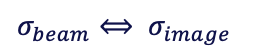 σ_beam ⇔ σ_image